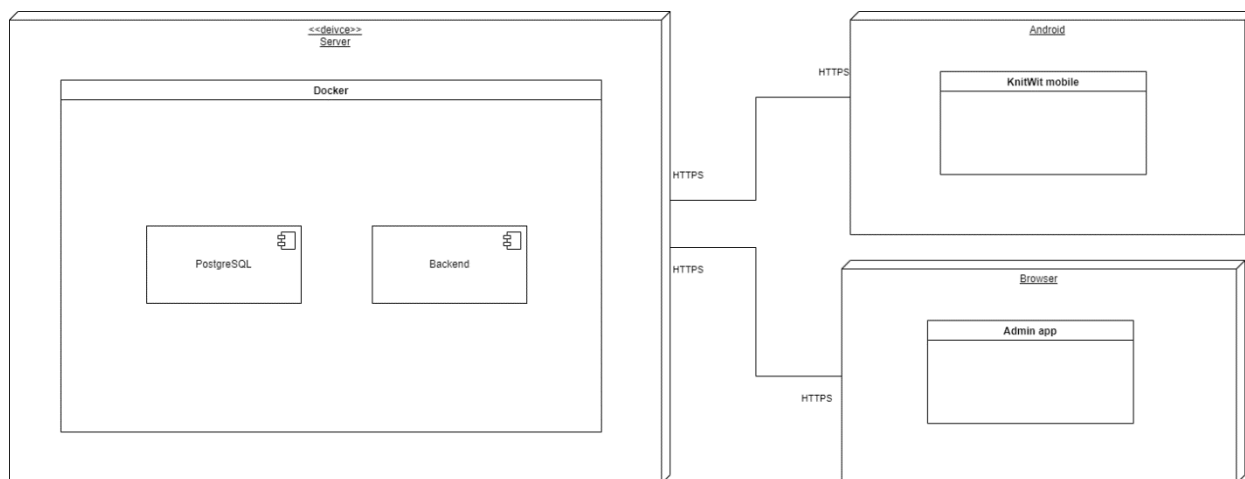 <<deivce>>
Server
Docker
PostgreSQL
Backend
HTTPS
HTTPS
HTTPS
HTTPS
Android
KnitWit mobile
Browser
Admin app